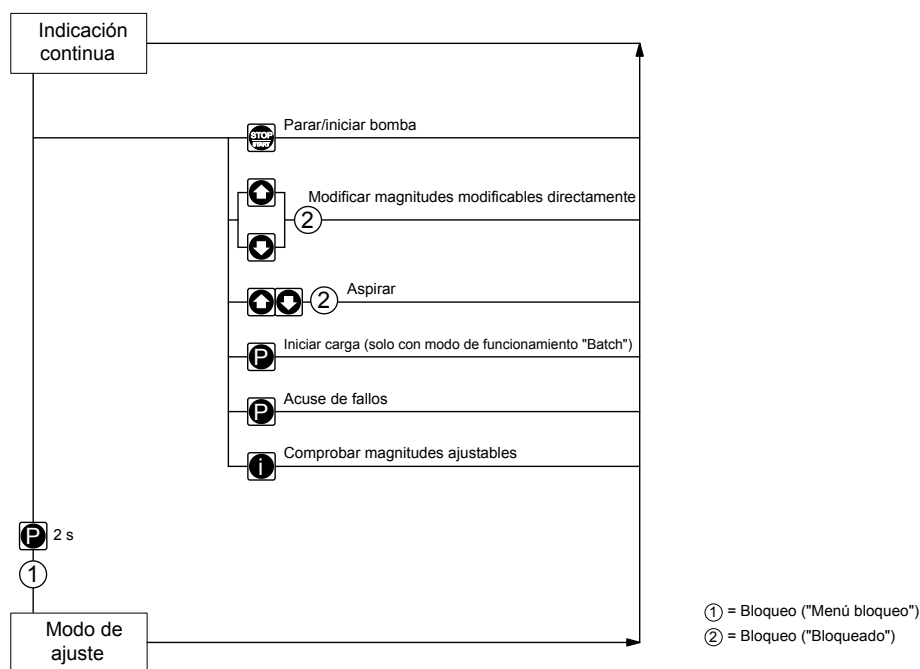 Indicación
continua
STOP
START
Parar/iniciar bomba
Modificar magnitudes modificables directamente
2
2
Aspirar
P
Iniciar carga (solo con modo de funcionamiento "Batch")
P
Acuse de fallos
i
Comprobar magnitudes ajustables
P 2 s
1
Modo de
ajuste
1 = Bloqueo ("Menú bloqueo")
2 = Bloqueo ("Bloqueado")